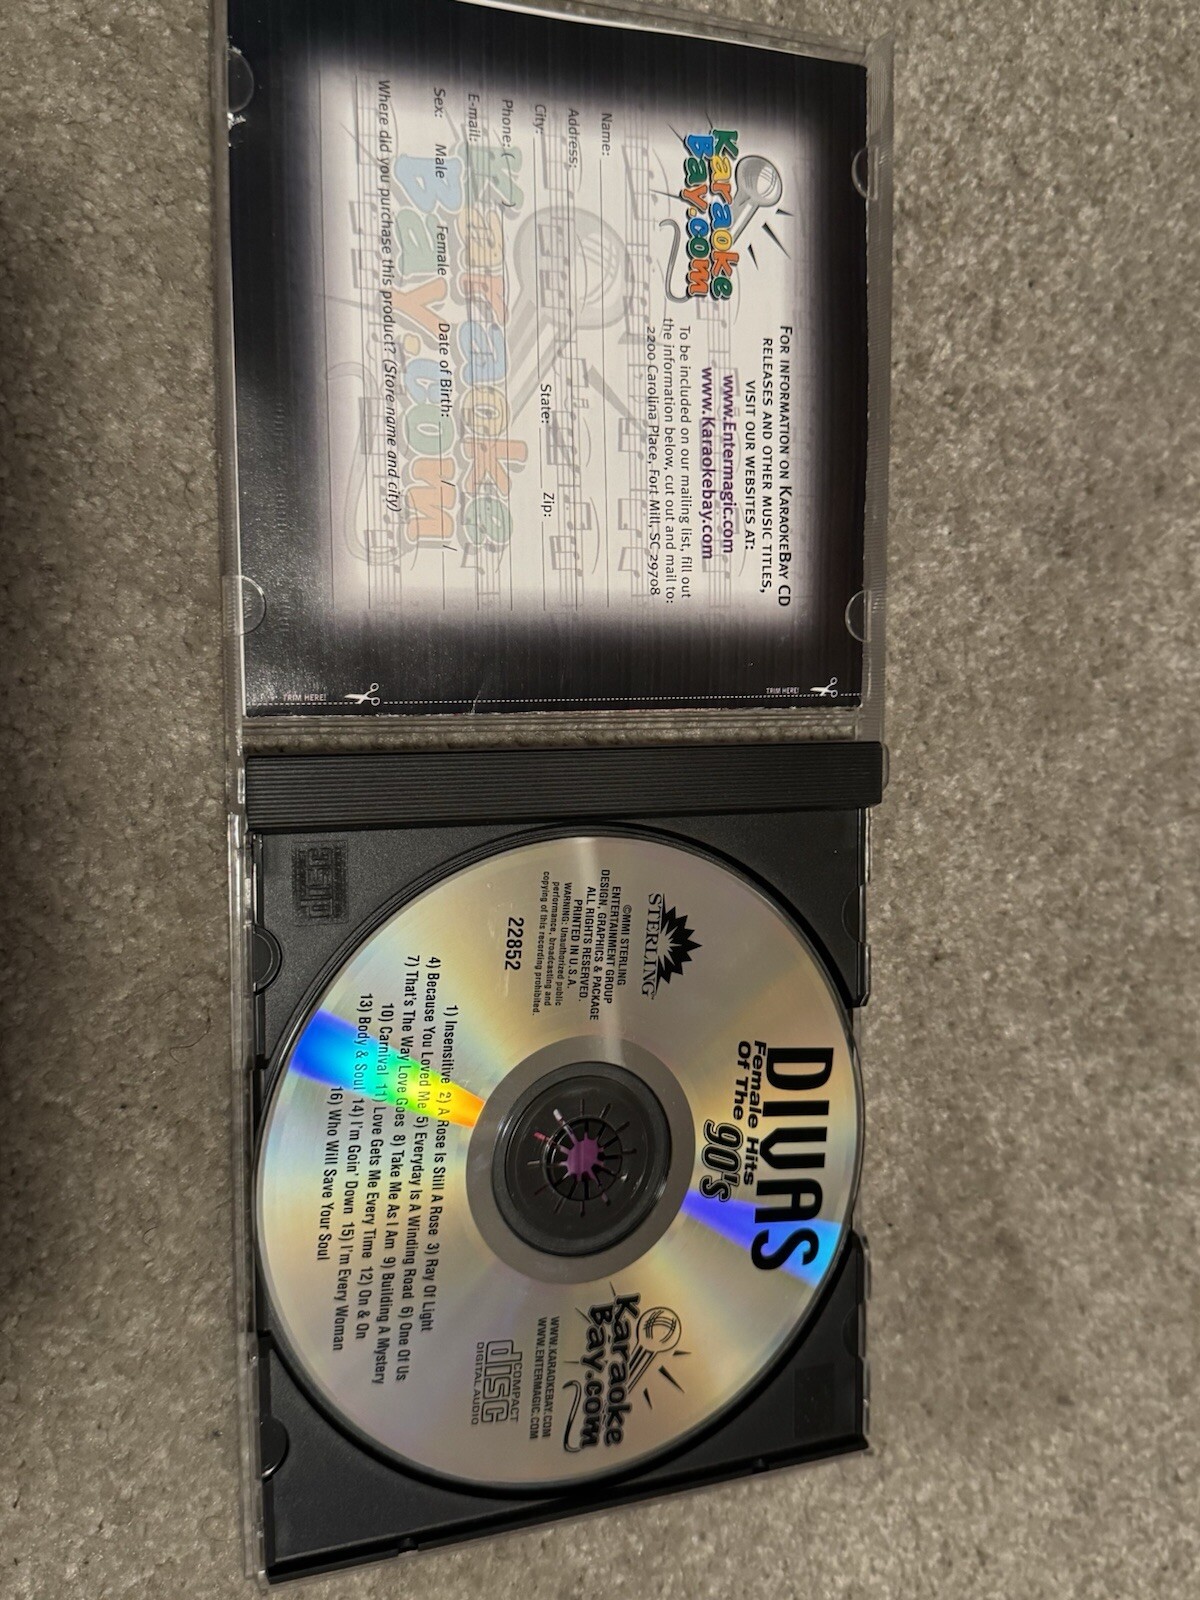 Karaoke
Bay.com
FOR INFORMATION ON KARAOKEBAY CD
RELEASES AND OTHER MUSIC TITLES,
VISIT OUR WEBSITES AT:
www.Entermagic.com
www.Karaokebay.com
To be included on our mailing list, fill out
the information below, cut out and mail to:
2200 Carolina Place, Fort Mill, SC 29708
Name:
Address:
City: State: Zip:
Phone: ( )
E-mail:
Sex: Male Female Date of Birth: / /
Where did you purchase this product? (Store name and city)
Karaoke
Bay.com
TRIM HERE!
TRIM HERE!
DIVAS
Female Hits
Of The 90's
STERLING
©MMI STERLING
ENTERTAINMENT GROUP
DESIGN, GRAPHICS & PACKAGE
ALL RIGHTS RESERVED.
PRINTED IN U.S.A.
WARNING: Unauthorized public
performance, broadcasting and
copying of this recording prohibited.
22852
Karaoke
Bay.com
WWW.KARAOKEBAY.COM
WWW.ENTERMAGIC.COM
COMPACT
disc
DIGITAL AUDIO
1) Insensitive 2) A Rose Is Still A Rose 3) Ray Of Light
4) Because You Loved Me 5) Everyday Is A Winding Road 6) One Of Us
7) That's The Way Love Goes 8) Take Me As I Am 9) Building A Mystery
10) Carnival 11) Love Gets Me Every Time 12) On & On
13) Body & Soul 14) I'm Goin' Down 15) I'm Every Woman
16) Who Will Save Your Soul